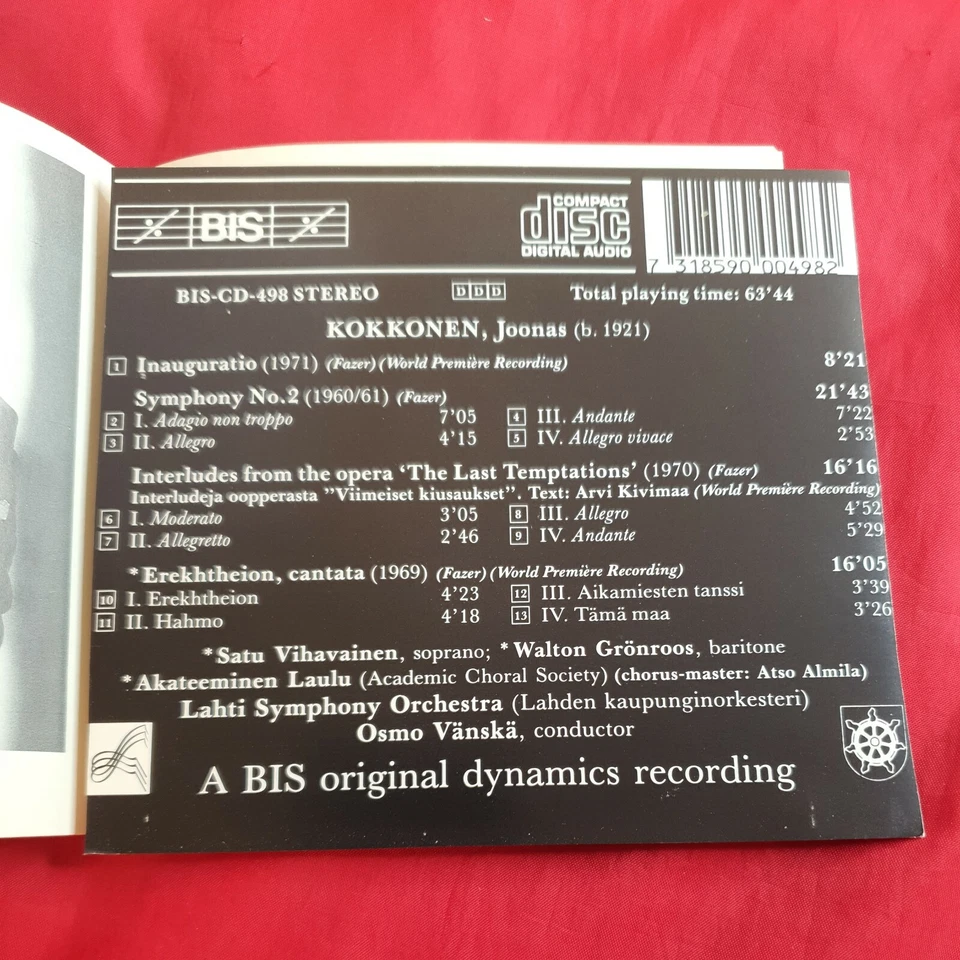 BIS
COMPACT
disc
DIGITAL AUDIO
7 318590 004982
BIS-CD-498 STEREO DDD Total playing time: 63'44
KOKKONEN, Joonas (b. 1921)
1 Inauguratio (1971) (Fazer) (World Première Recording) 8'21
Symphony No.2 (1960/61) (Fazer) 21'43
2 I. Adagio non troppo 7'05 4 III. Andante 7'22
3 II. Allegro 4'15 5 IV. Allegro vivace 2'53
Interludes from the opera ‘The Last Temptations’ (1970) (Fazer) 16'16
Interludeja oopperasta ”Viimeiset kiusaukset”. Text: Arvi Kivimaa (World Première Recording)
6 I. Moderato 3'05 8 III. Allegro 4'52
7 II. Allegretto 2'46 9 IV. Andante 5'29
*Erekhtheion, cantata (1969) (Fazer) (World Première Recording) 16'05
10 I. Erekhtheion 4'23 12 III. Aikamiesten tanssi 3'39
11 II. Hahmo 4'18 13 IV. Tämä maa 3'26
*Satu Vihavainen, soprano; *Walton Grönroos, baritone
*Akateeminen Laulu (Academic Choral Society) (chorus-master: Atso Almila)
Lahti Symphony Orchestra (Lahden kaupunginorkesteri)
Osmo Vänskä, conductor
A BIS original dynamics recording